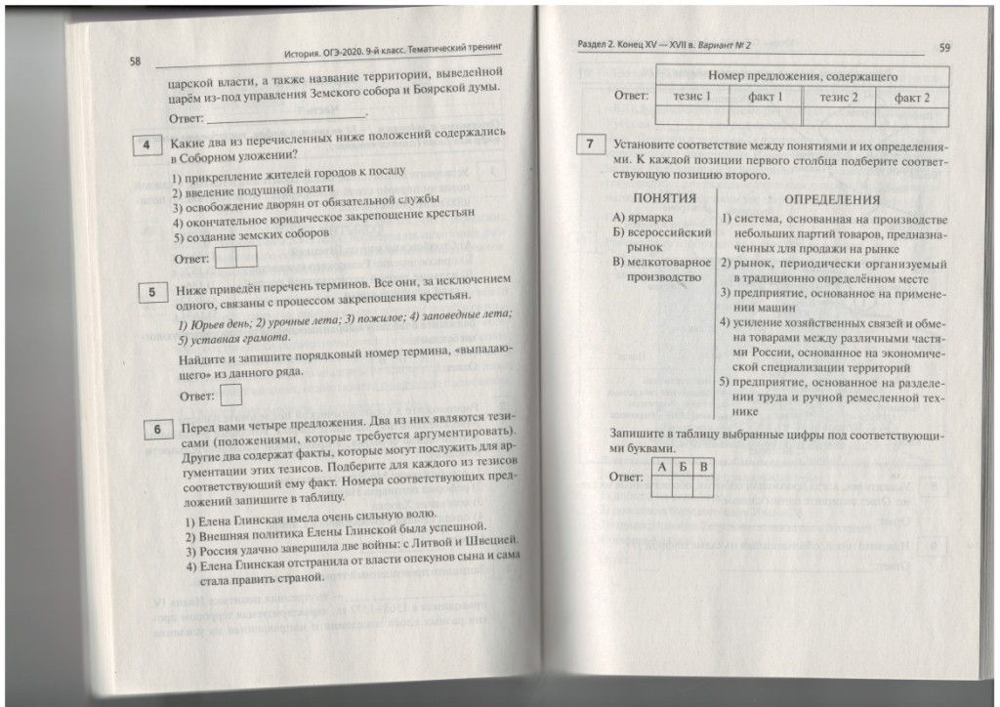 58
История. ОГЭ-2020. 9-й класс. Тематический тренинг
царской власти, а также название территории, выведенной
царём из-под управления Земского собора и Боярской думы.
Ответ: ____________________.
4
Какие два из перечисленных ниже положений содержались
в Соборном уложении?
1) прикрепление жителей городов к посаду
2) введение подушной подати
3) освобождение дворян от обязательной службы
4) окончательное юридическое закрепощение крестьян
5) создание земских соборов
Ответ:
5
Ниже приведён перечень терминов. Все они, за исключением
одного, связаны с процессом закрепощения крестьян.
1) Юрьев день; 2) урочные лета; 3) пожилое; 4) заповедные лета;
5) уставная грамота.
Найдите и запишите порядковый номер термина, «выпадаю-
щего» из данного ряда.
Ответ:
6
Перед вами четыре предложения. Два из них являются тези-
сами (положениями, которые требуется аргументировать).
Другие два содержат факты, которые могут послужить для ар-
гументации этих тезисов. Подберите для каждого из тезисов
соответствующий ему факт. Номера соответствующих пред-
ложений запишите в таблицу.
1) Елена Глинская имела очень сильную волю.
2) Внешняя политика Елены Глинской была успешной.
3) Россия удачно завершила две войны: с Литвой и Швецией.
4) Елена Глинская отстранила от власти опекунов сына и сама
стала править страной.
Раздел 2. Конец XV — XVII в. Вариант № 2
59
Номер предложения, содержащего
Ответ: тезис 1 факт 1 тезис 2 факт 2
7
Установите соответствие между понятиями и их определения-
ми. К каждой позиции первого столбца подберите соответ-
ствующую позицию второго.
ПОНЯТИЯ
А) ярмарка
Б) всероссийский
рынок
В) мелкотоварное
производство
ОПРЕДЕЛЕНИЯ
1) система, основанная на производстве
небольших партий товаров, предназна-
ченных для продажи на рынке
2) рынок, периодически организуемый
в традиционно определённом месте
3) предприятие, основанное на примене-
нии машин
4) усиление хозяйственных связей и обме-
на товарами между различными частя-
ми России, основанное на экономиче-
ской специализации территорий
5) предприятие, основанное на разделе-
нии труда и ручной ремесленной тех-
нике
Запишите в таблицу выбранные цифры под соответствующи-
ми буквами.
А Б В
Ответ: